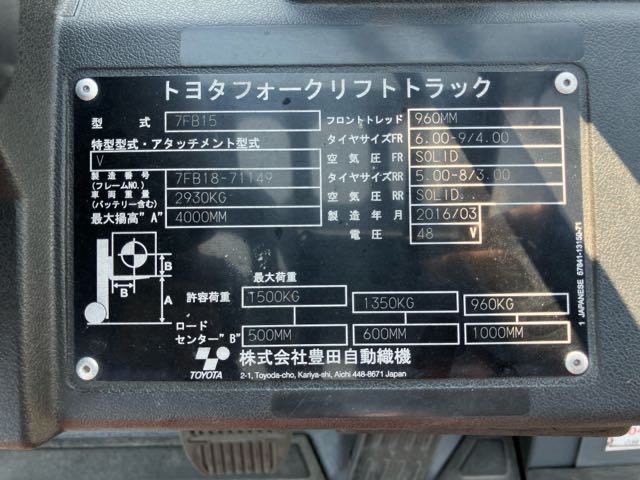 トヨタフォークリフトトラック
型式 7FB15 フロントトレッド 960MM
特型型式・アタッチメント型式 タイヤサイズFR 6.00-9/4.00
V 空気圧FR SOLID
製造番号 (フレームNO.) 7FB18-71149 タイヤサイズRR 5.00-8/3.00
車両重量 (バッテリー含む) 2930KG 空気圧RR SOLID.
最大揚高"A" 4000MM 製造年月 2016/03
電圧 48 V
B
B A
最大荷重
許容荷重 1500KG 1350KG 960KG
ロード
センター"B" 500MM 600MM 1000MM
TOYOTA 株式会社豊田自動織機
2-1, Toyoda-cho, Kariya-shi, Aichi 448-8671 Japan
1 JAPANESE 57841-13150-71